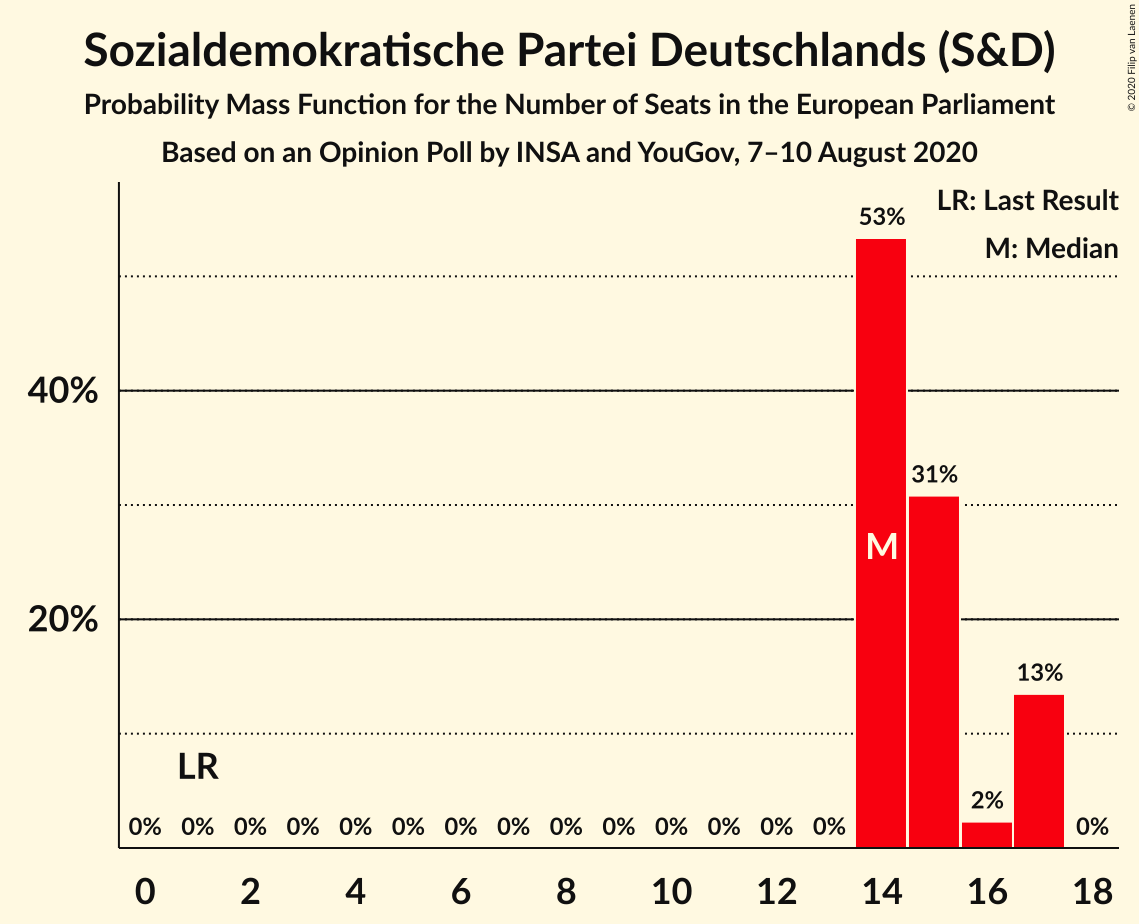 Sozialdemokratische Partei Deutschlands (S&D)
Probability Mass Function for the Number of Seats in the European Parliament
Based on an Opinion Poll by INSA and YouGov, 7–10 August 2020
© 2020 Filip van Laenen
LR: Last Result
M: Median
53%
40%
31%
M
20%
13%
LR
2%
0% 0% 0% 0% 0% 0% 0% 0% 0% 0% 0% 0% 0% 0% 0%
0 2 4 6 8 10 12 14 16 18